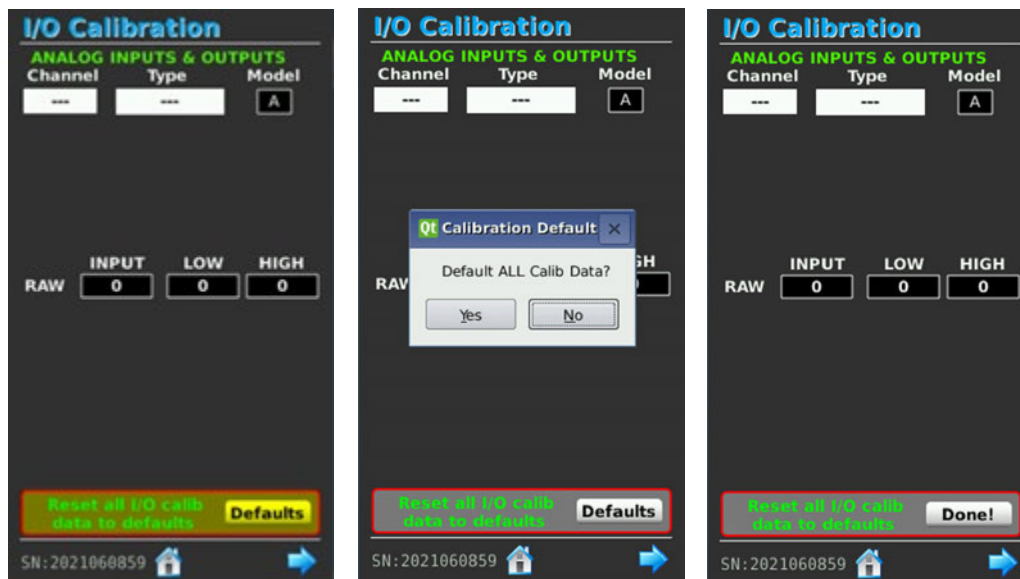 I/O Calibration
ANALOG INPUTS & OUTPUTS
Channel Type Model
--- --- A
INPUT LOW HIGH
RAW 0 0 0
Reset all I/O calib
data to defaults
Defaults
SN:2021060859
I/O Calibration
ANALOG INPUTS & OUTPUTS
Channel Type Model
--- --- A
Qt Calibration Default
Default ALL Calib Data?
Yes No
Reset all I/O calib
data to defaults
Defaults
SN:2021060859
I/O Calibration
ANALOG INPUTS & OUTPUTS
Channel Type Model
--- --- A
INPUT LOW HIGH
RAW 0 0 0
Reset all I/O calib
data to defaults
Done!
SN:2021060859